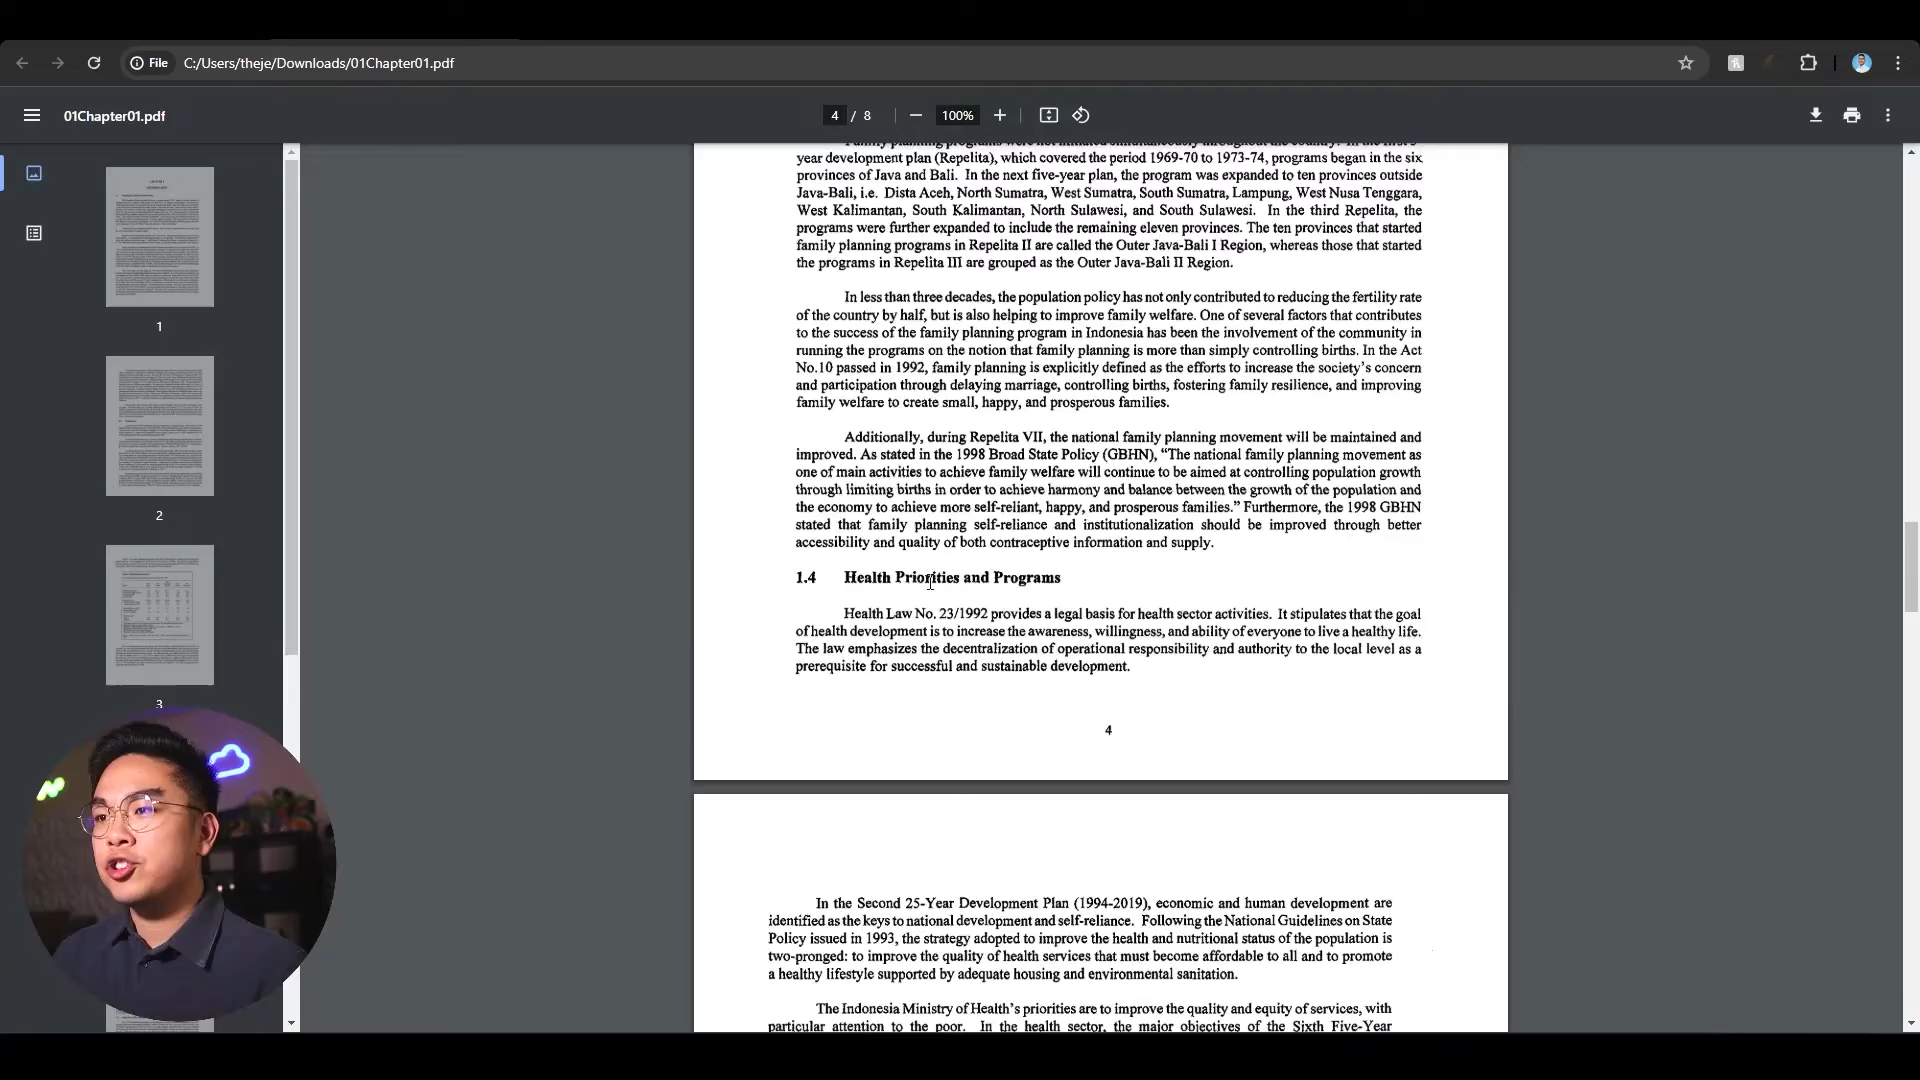 File C:/Users/theje/Downloads/01Chapter01.pdf
01Chapter01.pdf
4 / 8
100%
1
2
3
Family planning programs were not initiated simultaneously throughout the country. In the first 5-
year development plan (Repelita), which covered the period 1969-70 to 1973-74, programs began in the six
provinces of Java and Bali. In the next five-year plan, the program was expanded to ten provinces outside
Java-Bali, i.e. Dista Aceh, North Sumatra, West Sumatra, South Sumatra, Lampung, West Nusa Tenggara,
West Kalimantan, South Kalimantan, North Sulawesi, and South Sulawesi. In the third Repelita, the
programs were further expanded to include the remaining eleven provinces. The ten provinces that started
family planning programs in Repelita II are called the Outer Java-Bali I Region, whereas those that started
the programs in Repelita III are grouped as the Outer Java-Bali II Region.
In less than three decades, the population policy has not only contributed to reducing the fertility rate
of the country by half, but is also helping to improve family welfare. One of several factors that contributes
to the success of the family planning program in Indonesia has been the involvement of the community in
running the programs on the notion that family planning is more than simply controlling births. In the Act
No.10 passed in 1992, family planning is explicitly defined as the efforts to increase the society's concern
and participation through delaying marriage, controlling births, fostering family resilience, and improving
family welfare to create small, happy, and prosperous families.
Additionally, during Repelita VII, the national family planning movement will be maintained and
improved. As stated in the 1998 Broad State Policy (GBHN), “The national family planning movement as
one of main activities to achieve family welfare will continue to be aimed at controlling population growth
through limiting births in order to achieve harmony and balance between the growth of the population and
the economy to achieve more self-reliant, happy, and prosperous families.” Furthermore, the 1998 GBHN
stated that family planning self-reliance and institutionalization should be improved through better
accessibility and quality of both contraceptive information and supply.
1.4 Health Priorities and Programs
Health Law No. 23/1992 provides a legal basis for health sector activities. It stipulates that the goal
of health development is to increase the awareness, willingness, and ability of everyone to live a healthy life.
The law emphasizes the decentralization of operational responsibility and authority to the local level as a
prerequisite for successful and sustainable development.
4
In the Second 25-Year Development Plan (1994-2019), economic and human development are
identified as the keys to national development and self-reliance. Following the National Guidelines on State
Policy issued in 1993, the strategy adopted to improve the health and nutritional status of the population is
two-pronged: to improve the quality of health services that must become affordable to all and to promote
a healthy lifestyle supported by adequate housing and environmental sanitation.
The Indonesia Ministry of Health's priorities are to improve the quality and equity of services, with
particular attention to the poor. In the health sector, the major objectives of the Sixth Five-Year